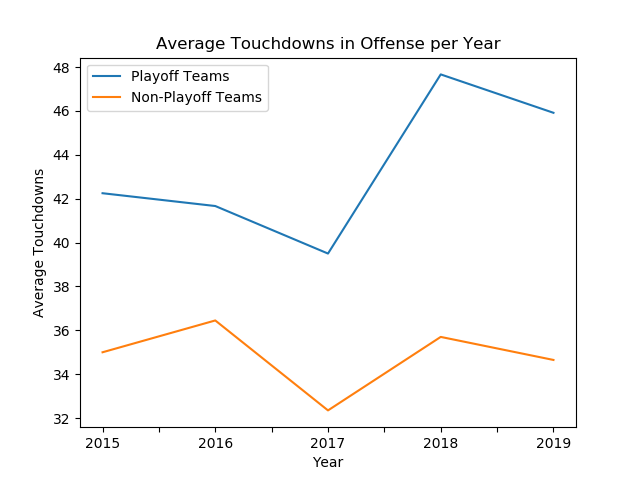 Average Touchdowns in Offense per Year
Playoff Teams
Non-Playoff Teams
Average Touchdowns
48
46
44
42
40
38
36
34
32
2015 2016 2017 2018 2019
Year